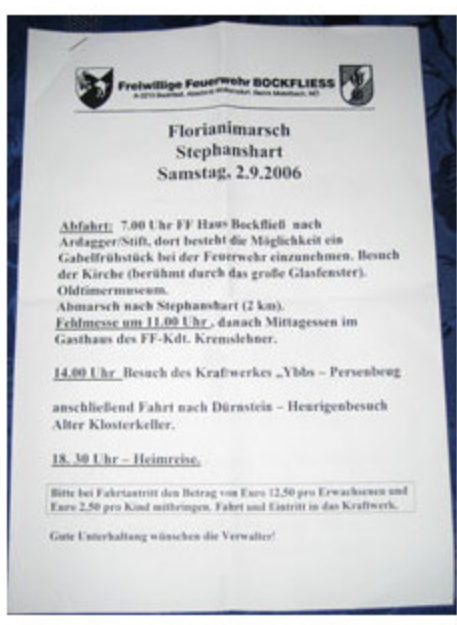 Freiwillige Feuerwehr BOCKFLIESS
Florianimarsch
Stephanshart
Samstag, 2.9.2006
Abfahrt: 7.00 Uhr FF Haus Bockfließ nach
Ardagger/Stift, dort besteht die Möglichkeit ein
Gabelfrühstück bei der Feuerwehr einzunehmen. Besuch
der Kirche (berühmt durch das große Glasfenster).
Oldtimermuseum.
Abmarsch nach Stephanshart (2 km).
Feldmesse um 11.00 Uhr , danach Mittagessen im
Gasthaus des FF-Kdt. Kremslehner.
14.00 Uhr Besuch des Kraftwerkes „Ybbs – Persenbeug
anschließend Fahrt nach Dürnstein – Heurigenbesuch
Alter Klosterkeller.
18. 30 Uhr – Heimreise.
Bitte bei Fahrtantritt den Betrag von Euro 12,50 pro Erwachsenen und
Euro 2,50 pro Kind mitbringen. Fahrt und Eintritt in das Kraftwerk.
Gute Unterhaltung wünschen die Verwalter!